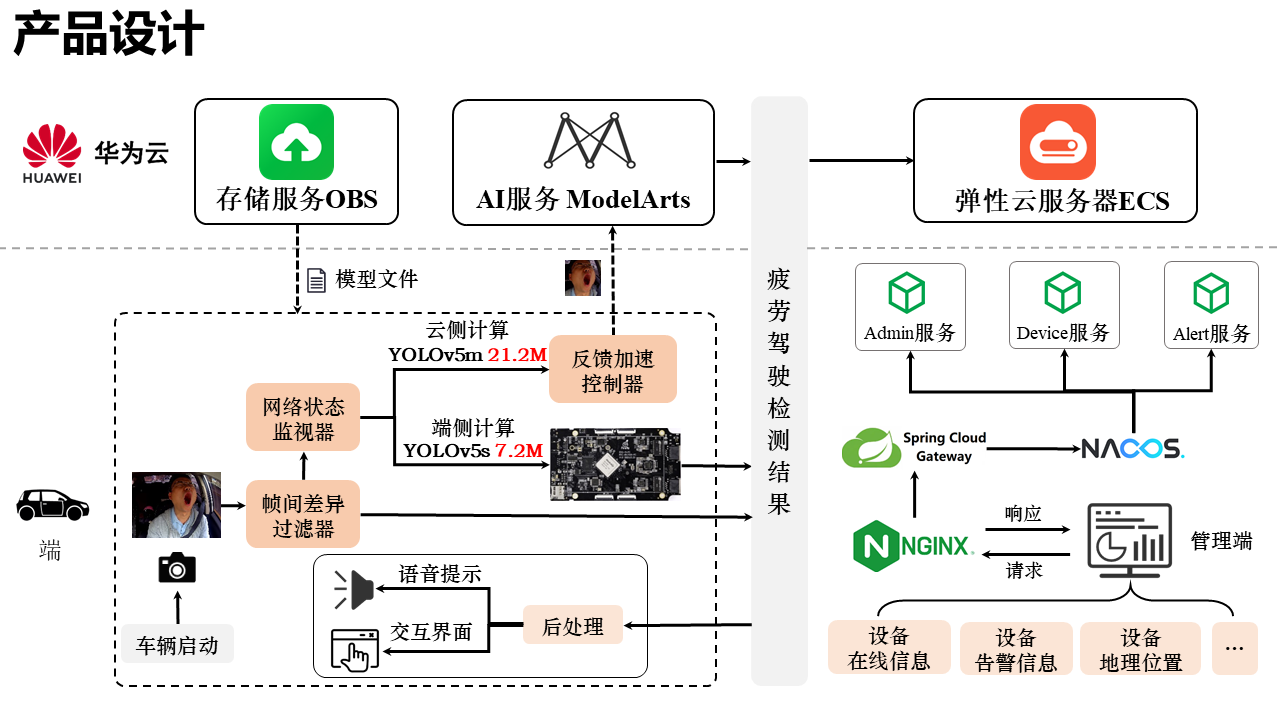 产品设计
HUAWEI
华为云
存储服务OBS
AI服务 ModelArts
弹性云服务器ECS
模型文件
云侧计算
YOLOv5m 21.2M
反馈加速
控制器
网络状态
监视器
端侧计算
YOLOv5s 7.2M
帧间差异
过滤器
端
车辆启动
语音提示
交互界面
后处理
疲
劳
驾
驶
检
测
结
果
Admin服务
Device服务
Alert服务
Spring Cloud
Gateway
NACOS.
NGINX
响应
请求
管理端
设备
在线信息
设备
告警信息
设备
地理位置
...